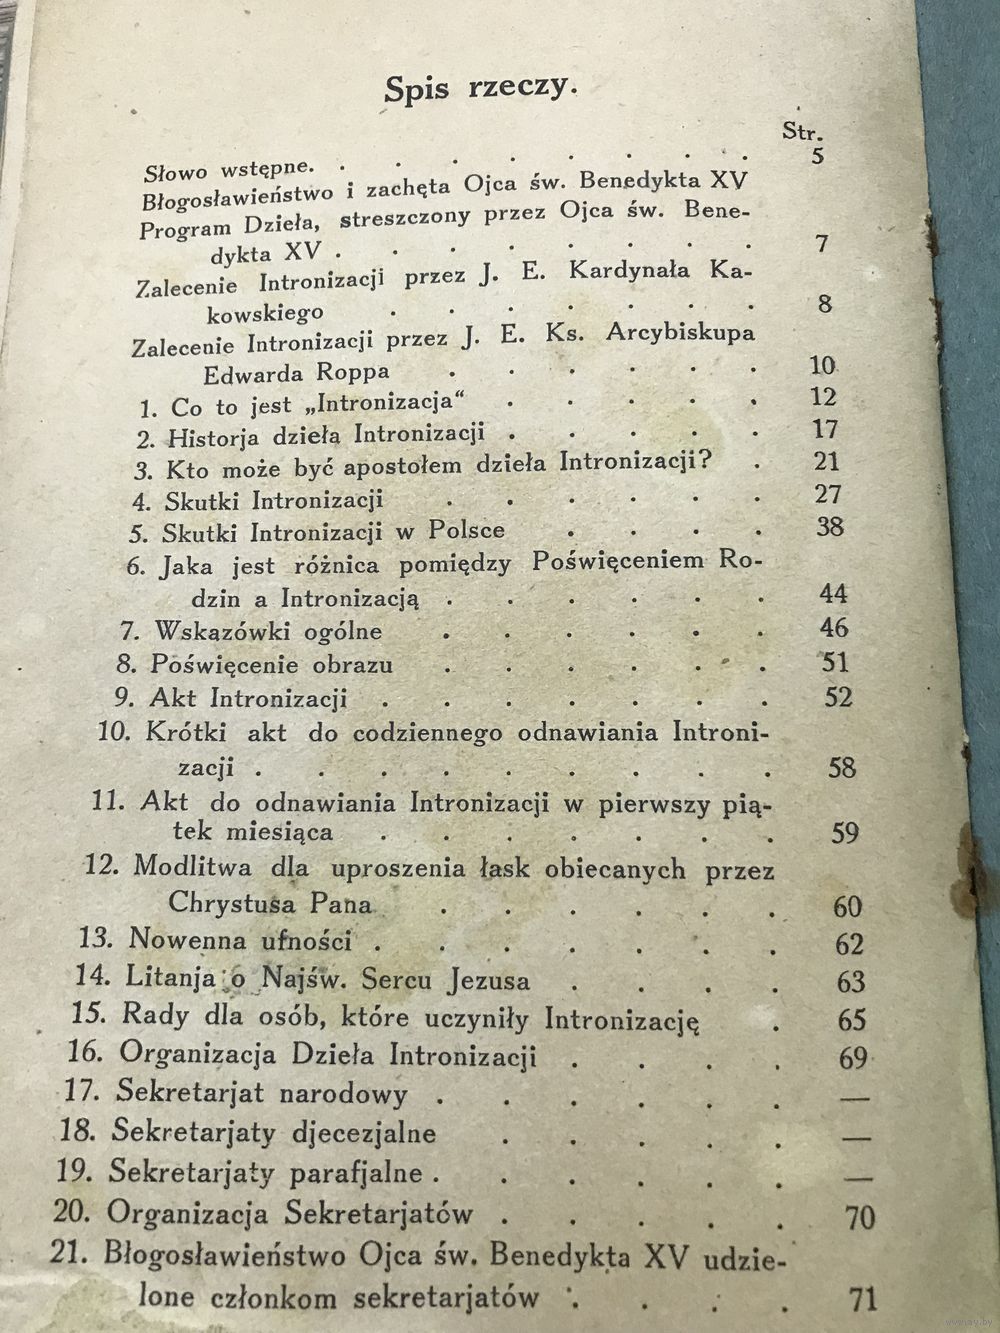 Spis rzeczy.
Str.
Słowo wstępne. . . . . . . . . 5
Błogosławieństwo i zachęta Ojca św. Benedykta XV
Program Dzieła, streszczony przez Ojca św. Bene-
dykta XV . . . . . . . . 7
Zalecenie Intronizacji przez J. E. Kardynała Ka-
kowskiego . . . . . . . 8
Zalecenie Intronizacji przez J. E. Ks. Arcybiskupa
Edwarda Roppa . . . . . . 10
1. Co to jest „Intronizacja“ . . . . . 12
2. Historja dzieła Intronizacji . . . . . 17
3. Kto może być apostołem dzieła Intronizacji? . 21
4. Skutki Intronizacji . . . . . . 27
5. Skutki Intronizacji w Polsce . . . . 38
6. Jaka jest różnica pomiędzy Poświęceniem Ro-
dzin a Intronizacją . . . . . . 44
7. Wskazówki ogólne . . . . . . 46
8. Poświęcenie obrazu . . . . . . 51
9. Akt Intronizacji . . . . . . . 52
10. Krótki akt do codziennego odnawiania Introni-
zacji . . . . . . . . . 58
11. Akt do odnawiania Intronizacji w pierwszy pią-
tek miesiąca . . . . . . . 59
12. Modlitwa dla uproszenia łask obiecanych przez
Chrystusa Pana . . . . . . 60
13. Nowenna ufności . . . . . . . 62
14. Litanja o Najśw. Sercu Jezusa . . . . 63
15. Rady dla osób, które uczyniły Intronizację . 65
16. Organizacja Dzieła Intronizacji . . . . 69
17. Sekretarjat narodowy . . . . . . —
18. Sekretarjaty djecezjalne . . . . . —
19. Sekretarjaty parafjalne . . . . . . —
20. Organizacja Sekretarjatów . . . . . 70
21. Błogosławieństwo Ojca św. Benedykta XV udzie-
lone członkom sekretarjatów . . . . 71
www.ay.by